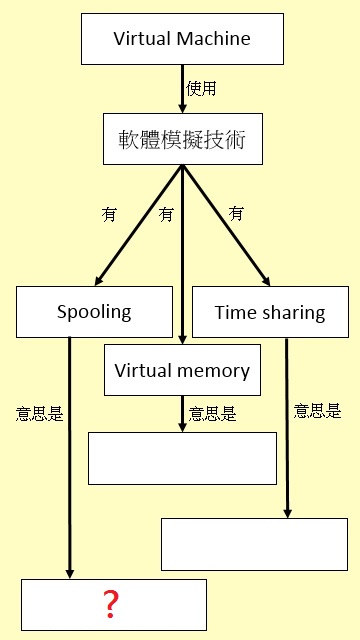 Virtual Machine
使用
軟體模擬技術
有
有
有
Spooling
Time sharing
Virtual memory
意思是
意思是
意思是
?